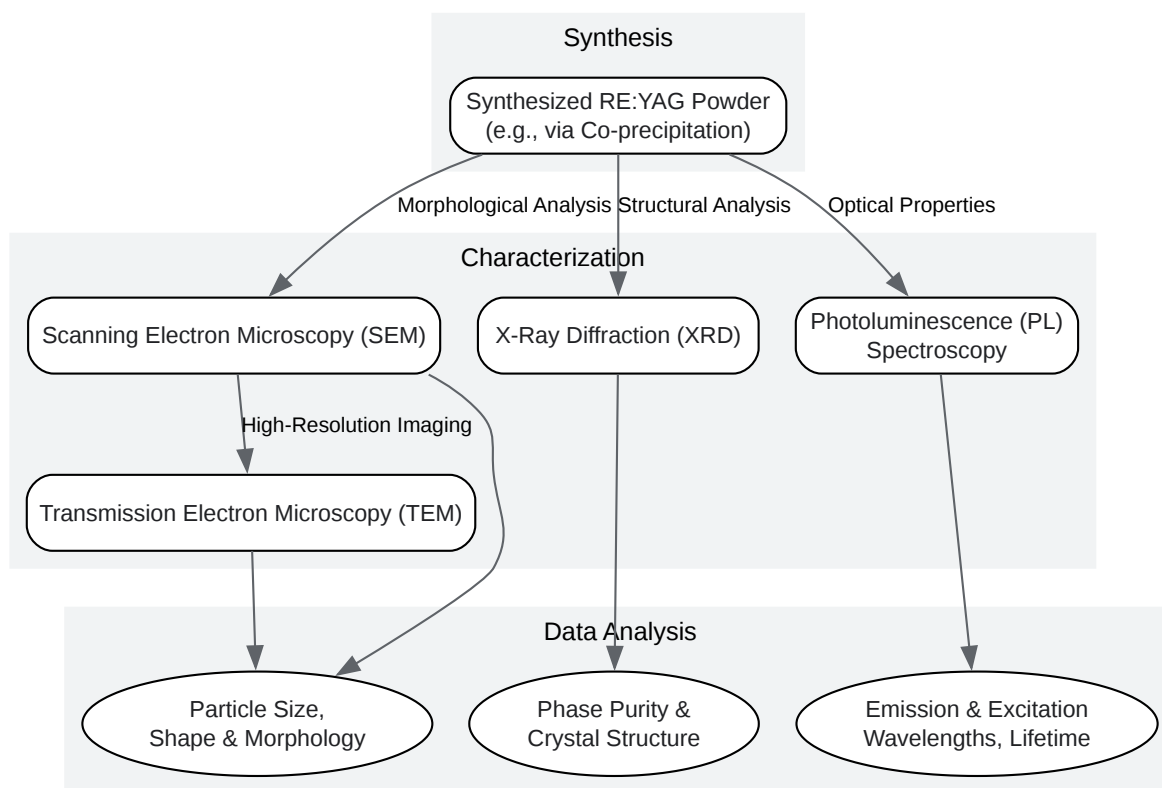 Synthesis
Synthesized RE:YAG Powder
(e.g., via Co-precipitation)
Morphological Analysis
Structural Analysis
Optical Properties
Characterization
Scanning Electron Microscopy (SEM)
X-Ray Diffraction (XRD)
Photoluminescence (PL)
Spectroscopy
High-Resolution Imaging
Transmission Electron Microscopy (TEM)
Data Analysis
Particle Size,
Shape & Morphology
Phase Purity &
Crystal Structure
Emission & Excitation
Wavelengths, Lifetime